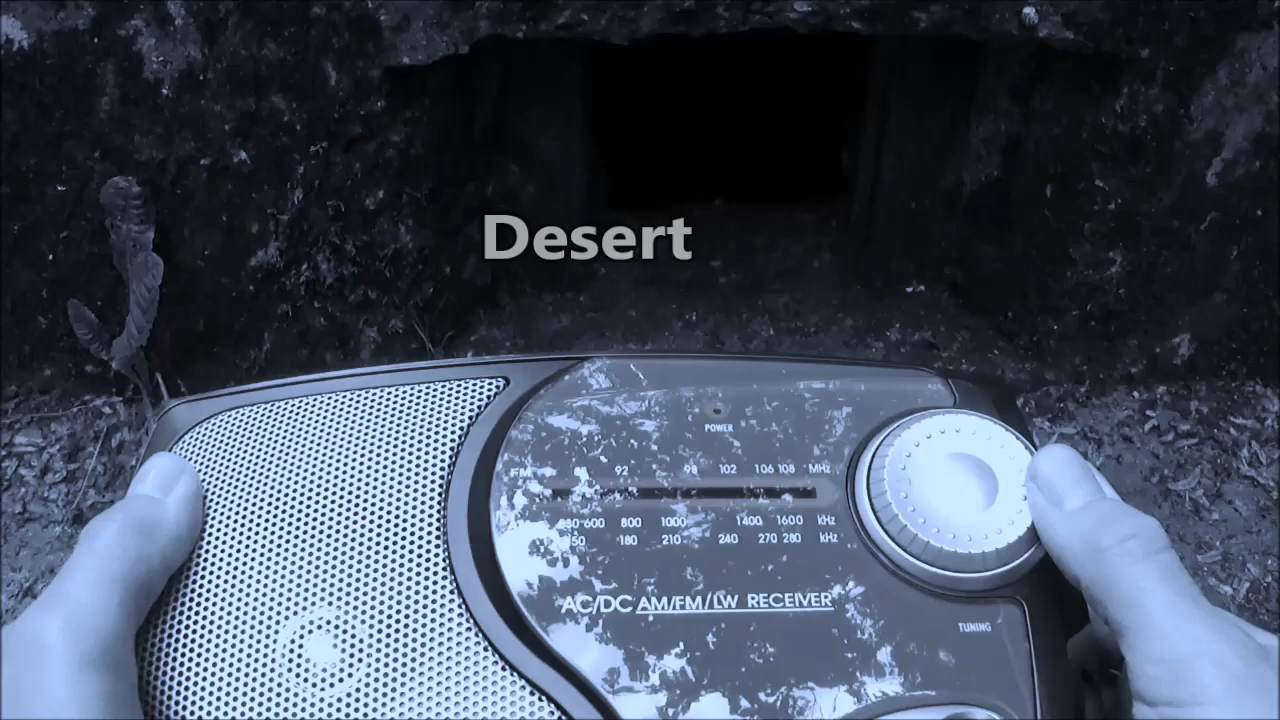 Desert
POWER
FM 92 98 102 106 108 MHz
600 800 1000 1400 1600 kHz
180 210 240 270 280 kHz
AC/DC AM/FM/LW RECEIVER
TUNING